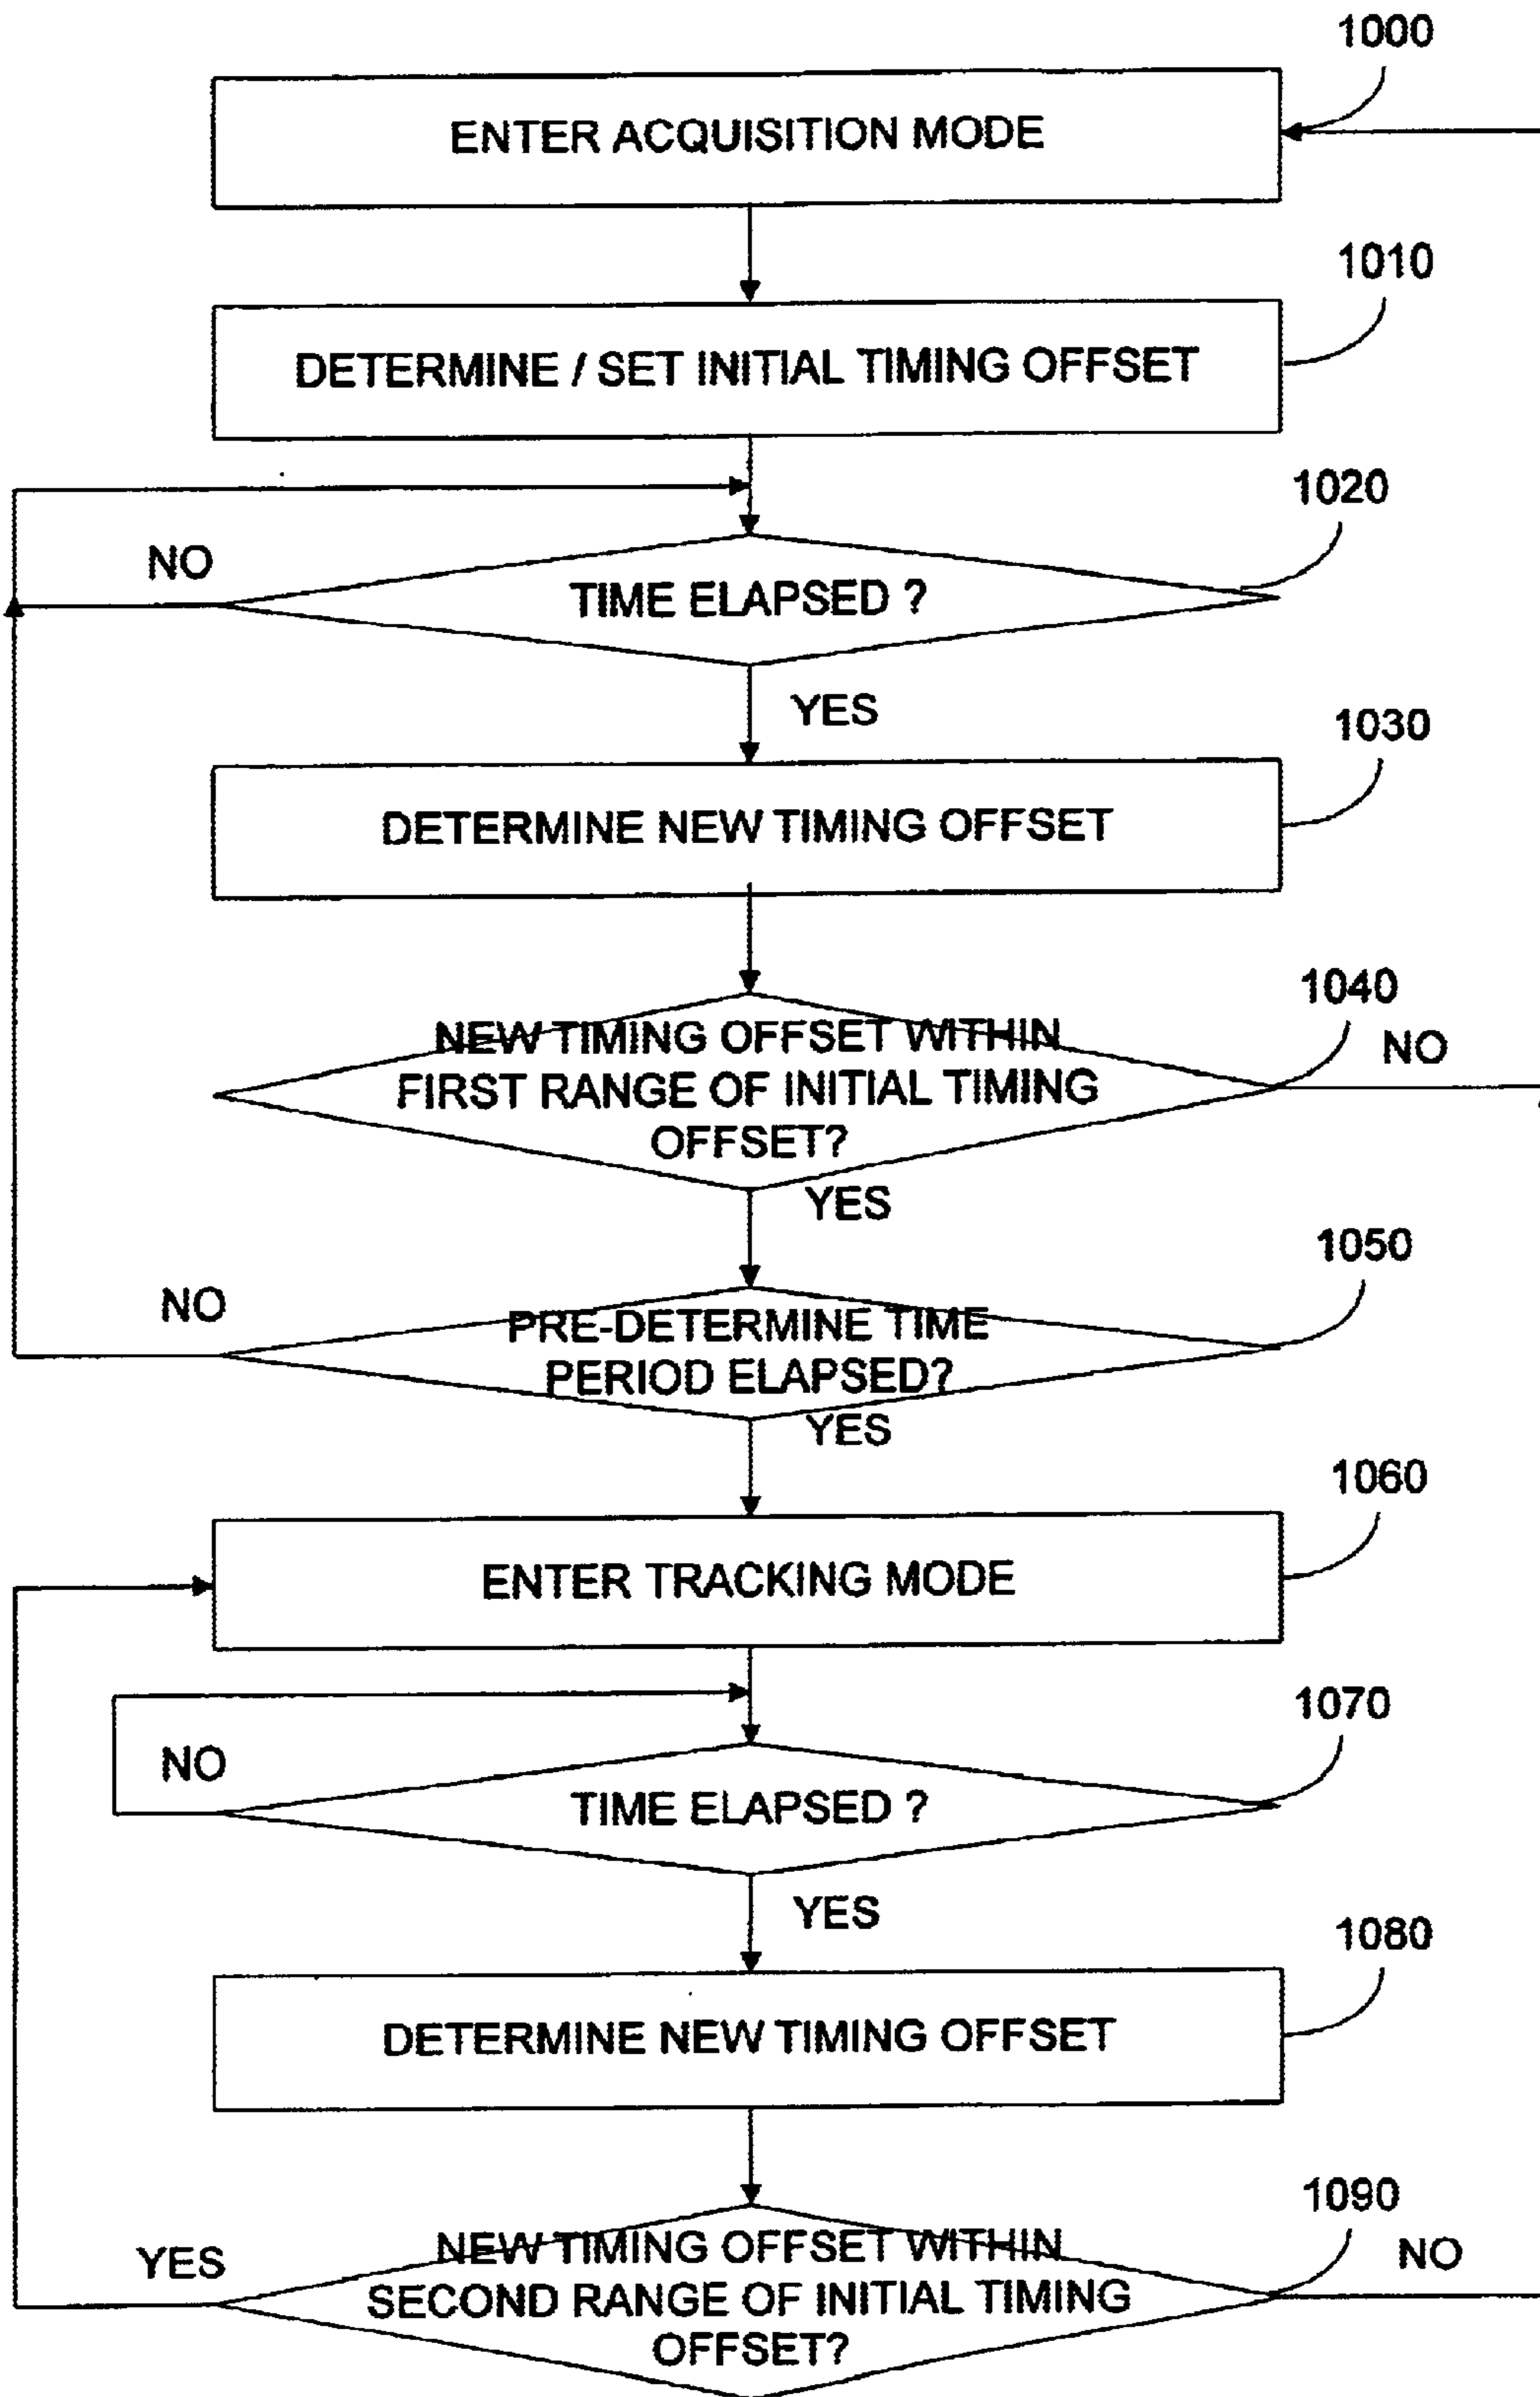 1000
ENTER ACQUISITION MODE
1010
DETERMINE / SET INITIAL TIMING OFFSET
1020
NO
TIME ELAPSED ?
YES
1030
DETERMINE NEW TIMING OFFSET
1040
NEW TIMING OFFSET WITHIN
NO
FIRST RANGE OF INITIAL TIMING
OFFSET?
YES
1050
NO
PRE-DETERMINE TIME
PERIOD ELAPSED?
YES
1060
ENTER TRACKING MODE
1070
NO
TIME ELAPSED ?
YES
1080
DETERMINE NEW TIMING OFFSET
1090
YES
NEW TIMING OFFSET WITHIN
NO
SECOND RANGE OF INITIAL TIMING
OFFSET?